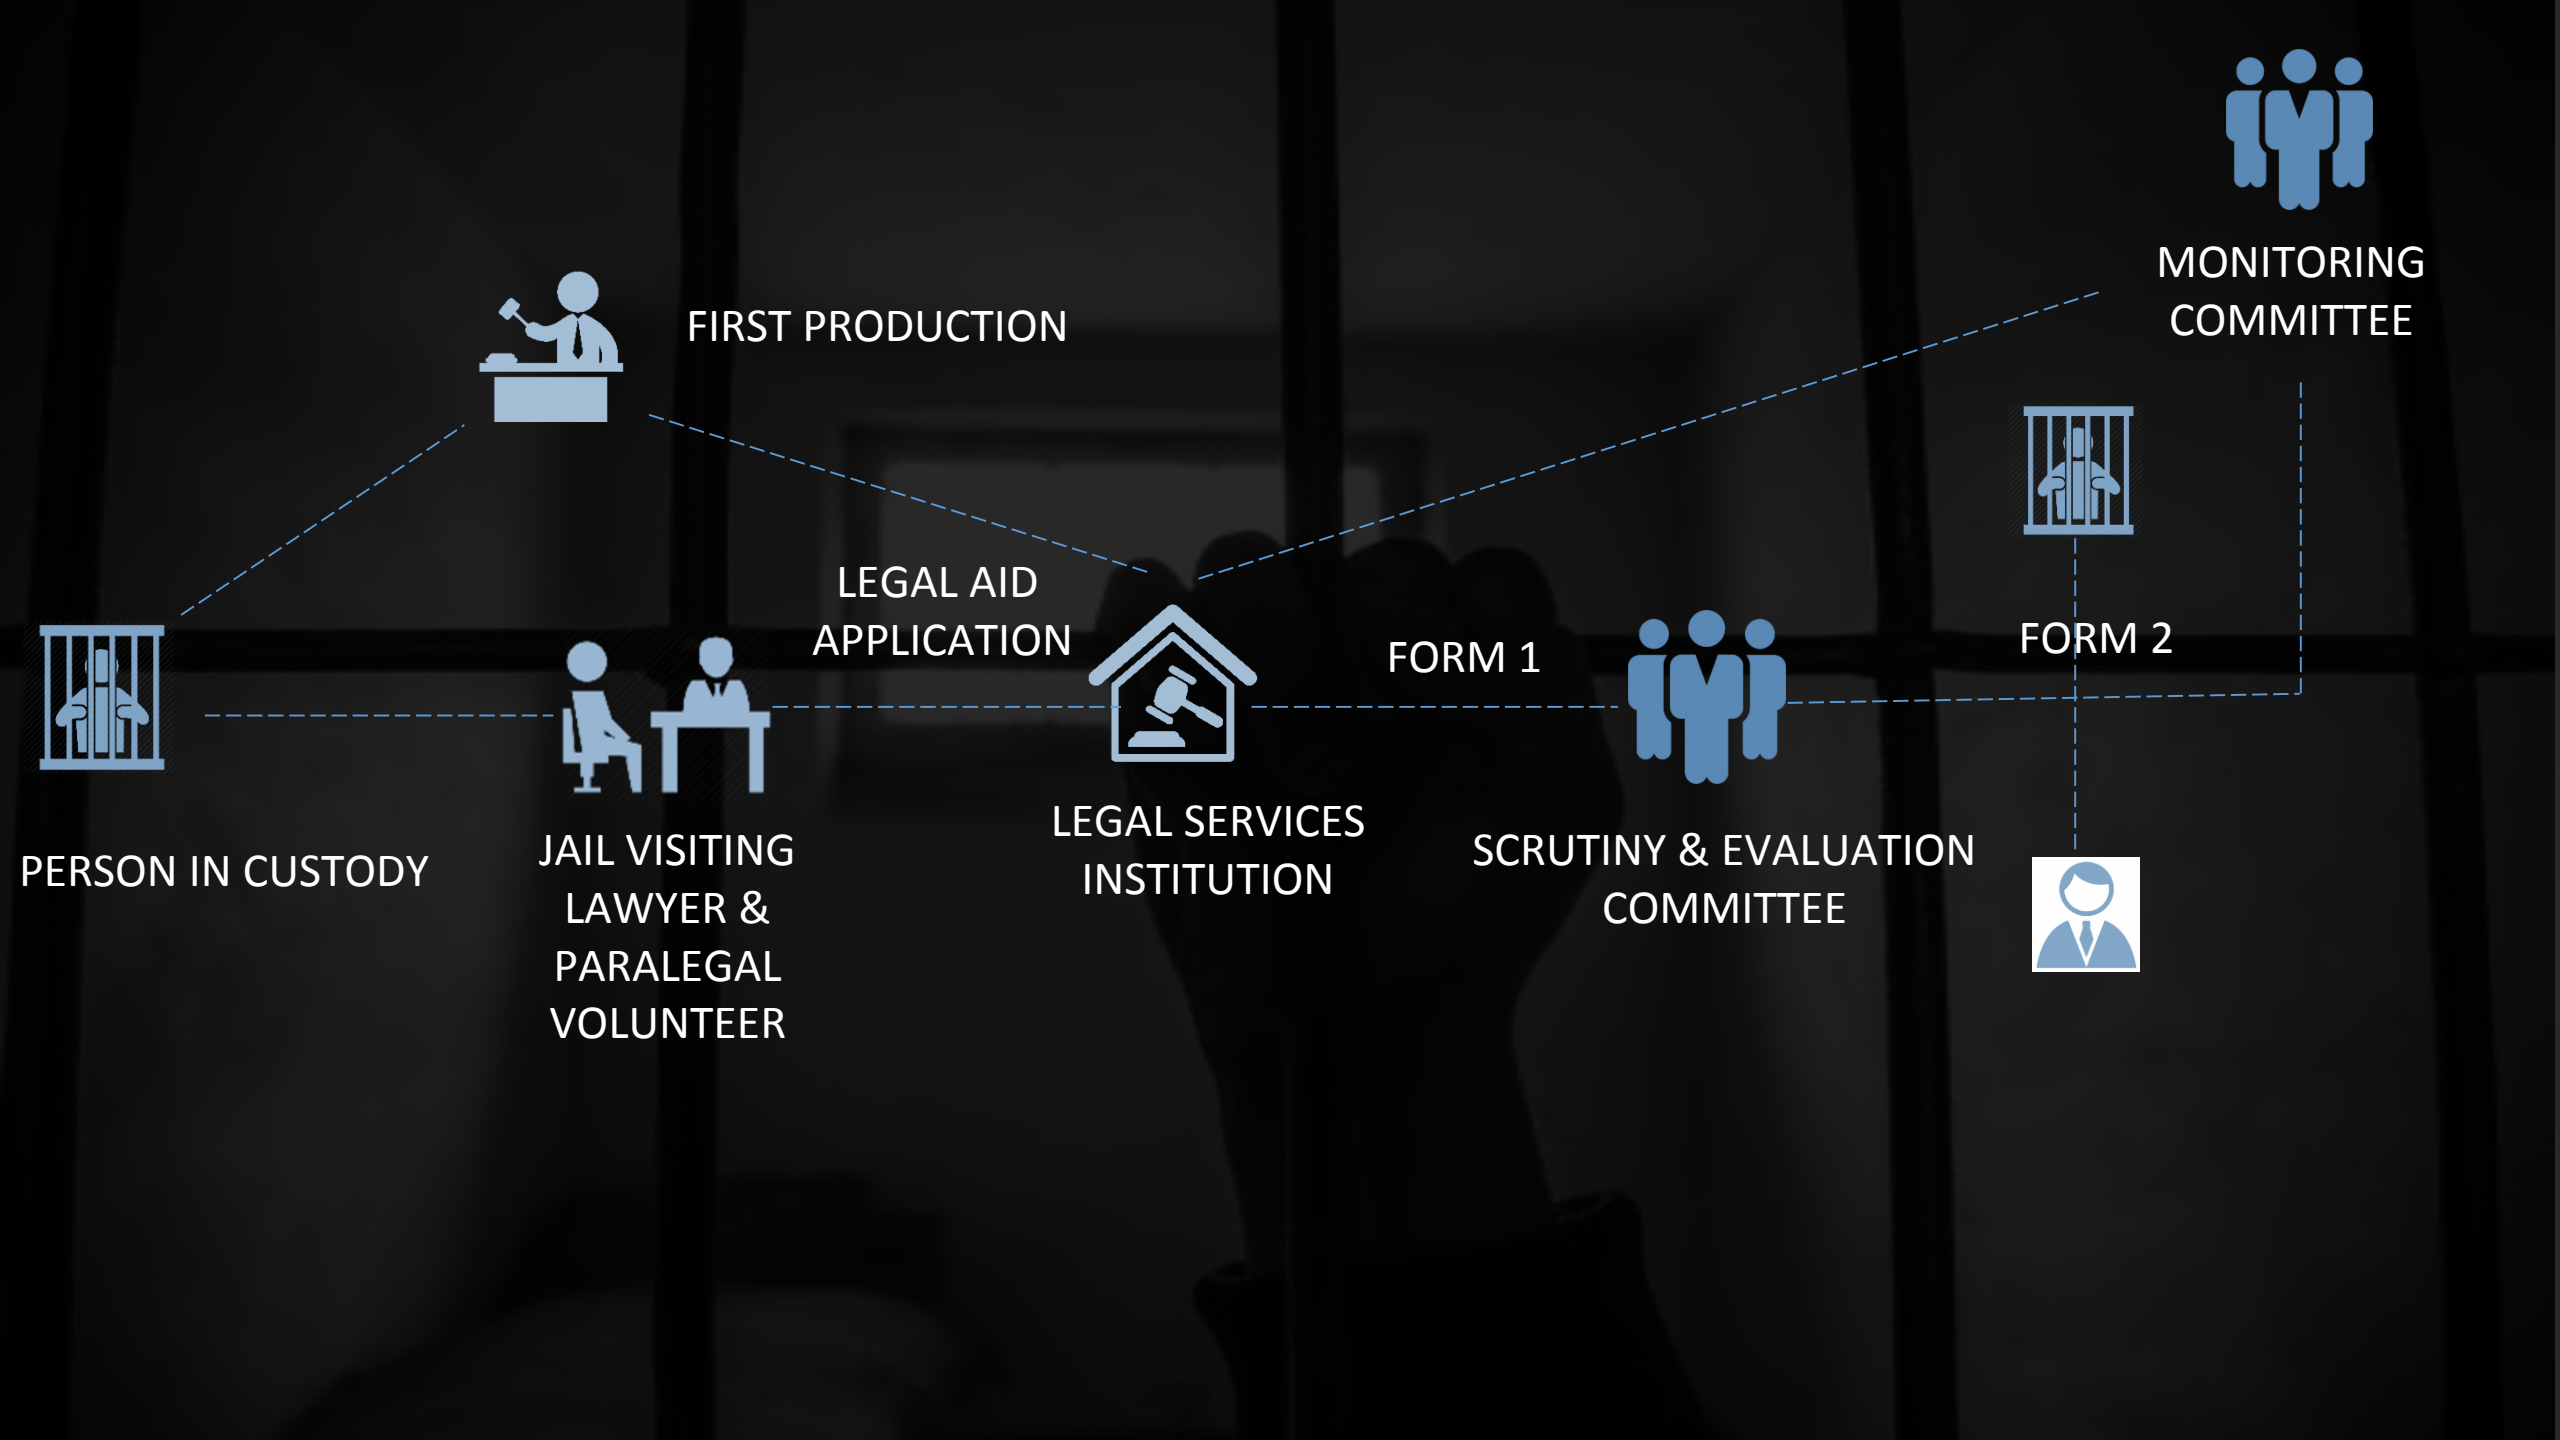 MONITORING
COMMITTEE
FIRST PRODUCTION
LEGAL AID
APPLICATION
FORM 1
FORM 2
PERSON IN CUSTODY
JAIL VISITING
LAWYER &
PARALEGAL
VOLUNTEER
LEGAL SERVICES
INSTITUTION
SCRUTINY & EVALUATION
COMMITTEE